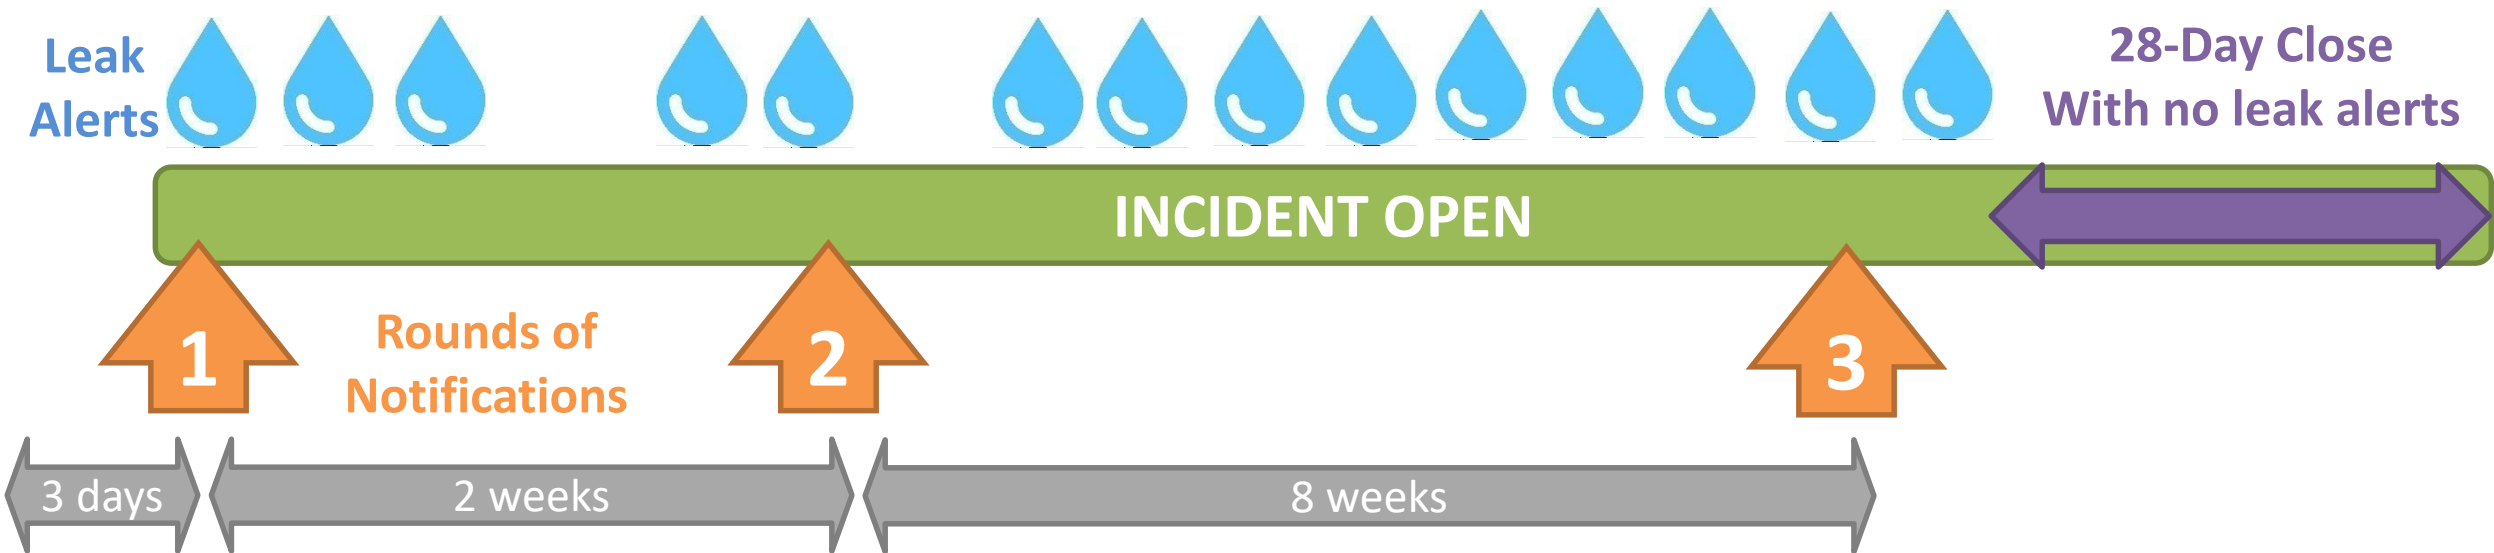 Leak
Alerts
28-Day Close
With no leak alers
INCIDENT OPEN
1
Rounds of
Notifications
2
3
3 days
2 weeks
8 weeks